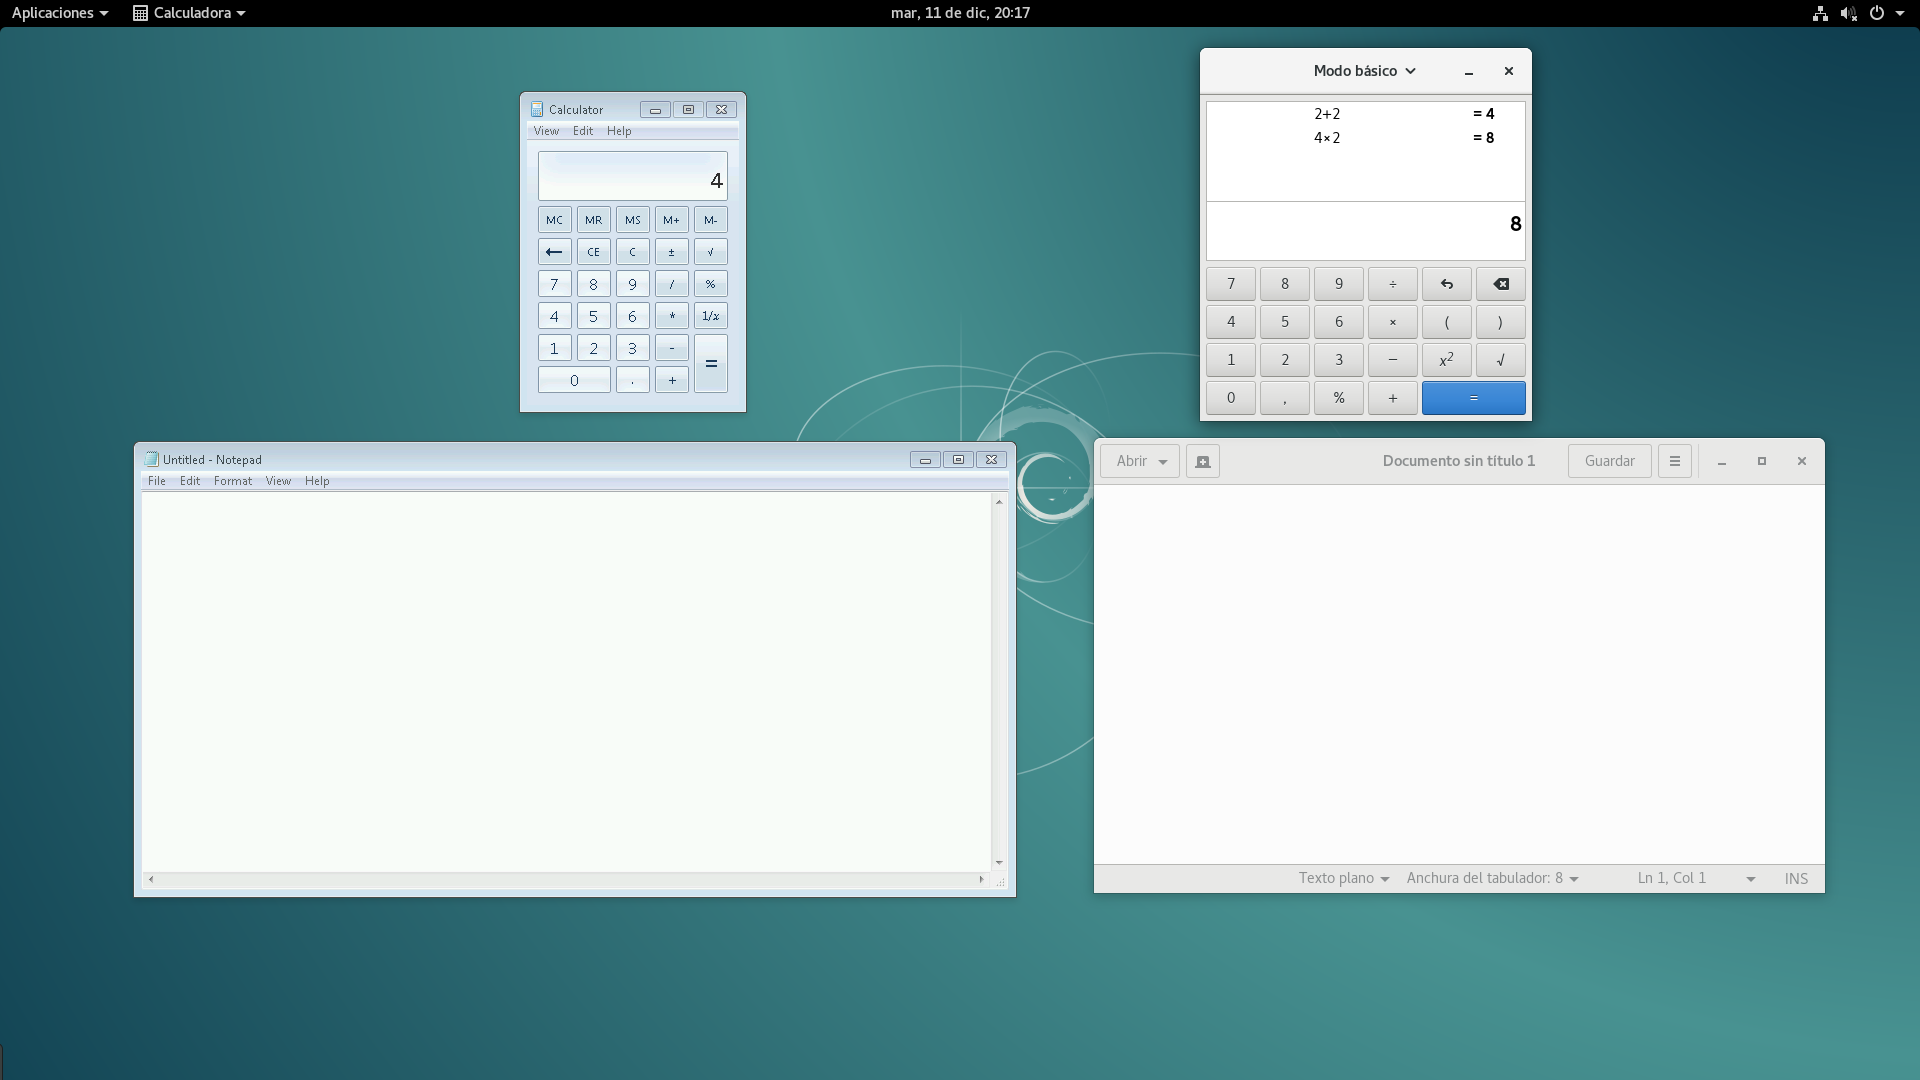 Aplicaciones
Calculadora
mar, 11 de dic, 20:17
Calculator
View Edit Help
4
MC MR MS M+ M-
← CE C ± √
7 8 9 / %
4 5 6 * 1/x
1 2 3 - =
0 . +
Modo básico
2+2 = 4
4×2 = 8
8
7 8 9 ÷
4 5 6 × ( )
1 2 3 − x² √
0 , % + =
Untitled - Notepad
File Edit Format View Help
Abrir
Documento sin título 1
Guardar
Texto plano
Anchura del tabulador: 8
Ln 1, Col 1
INS